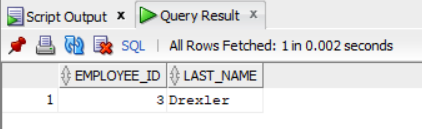 Script Output x Query Result x
SQL | All Rows Fetched: 1 in 0.002 seconds
EMPLOYEE_ID LAST_NAME
1 3 Drexler